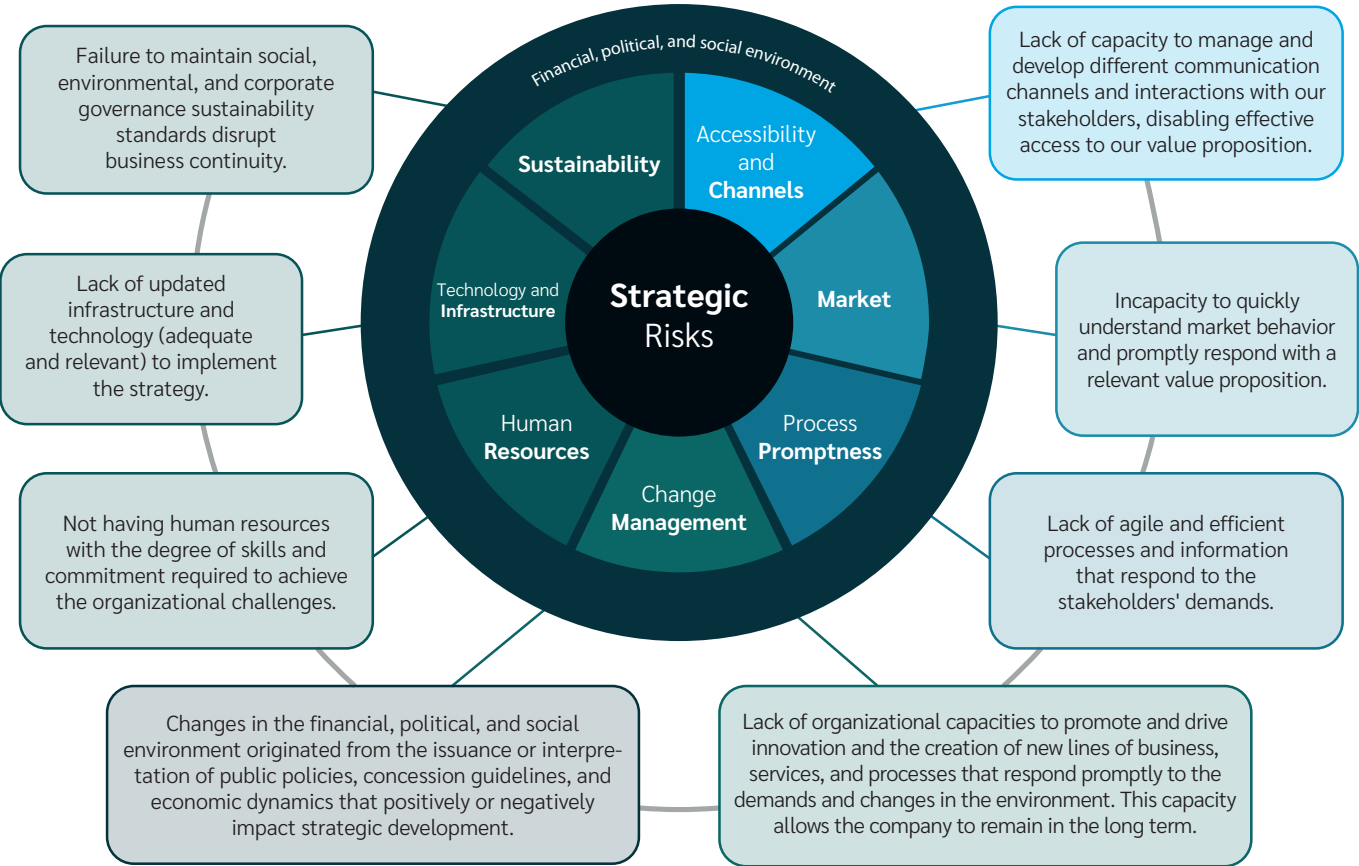 Financial, political, and social environment
Strategic
Risks
Accessibility
and
Channels
Market
Process
Promptness
Change
Management
Human
Resources
Technology and
Infrastructure
Sustainability
Lack of capacity to manage and
develop different communication
channels and interactions with our
stakeholders, disabling effective
access to our value proposition.
Incapacity to quickly
understand market behavior
and promptly respond with a
relevant value proposition.
Lack of agile and efficient
processes and information
that respond to the
stakeholders' demands.
Lack of organizational capacities to promote and drive
innovation and the creation of new lines of business,
services, and processes that respond promptly to the
demands and changes in the environment. This capacity
allows the company to remain in the long term.
Changes in the financial, political, and social
environment originated from the issuance or interpre-
tation of public policies, concession guidelines, and
economic dynamics that positively or negatively
impact strategic development.
Not having human resources
with the degree of skills and
commitment required to achieve
the organizational challenges.
Lack of updated
infrastructure and
technology (adequate
and relevant) to implement
the strategy.
Failure to maintain social,
environmental, and corporate
governance sustainability
standards disrupt
business continuity.